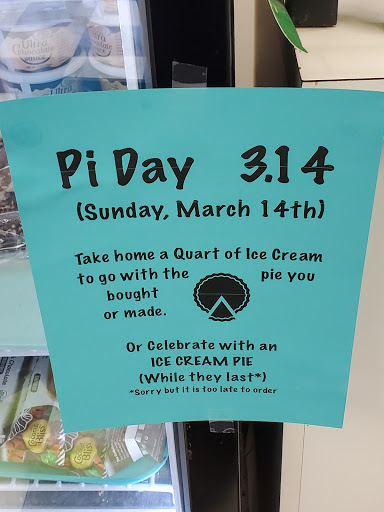 Pi Day 3.14
(Sunday, March 14th)
Take home a Quart of Ice Cream
to go with the pie you
bought
or made.
Or Celebrate with an
ICE CREAM PIE
(While they last*)
*Sorry but it is too late to order
Ultra
Bliss